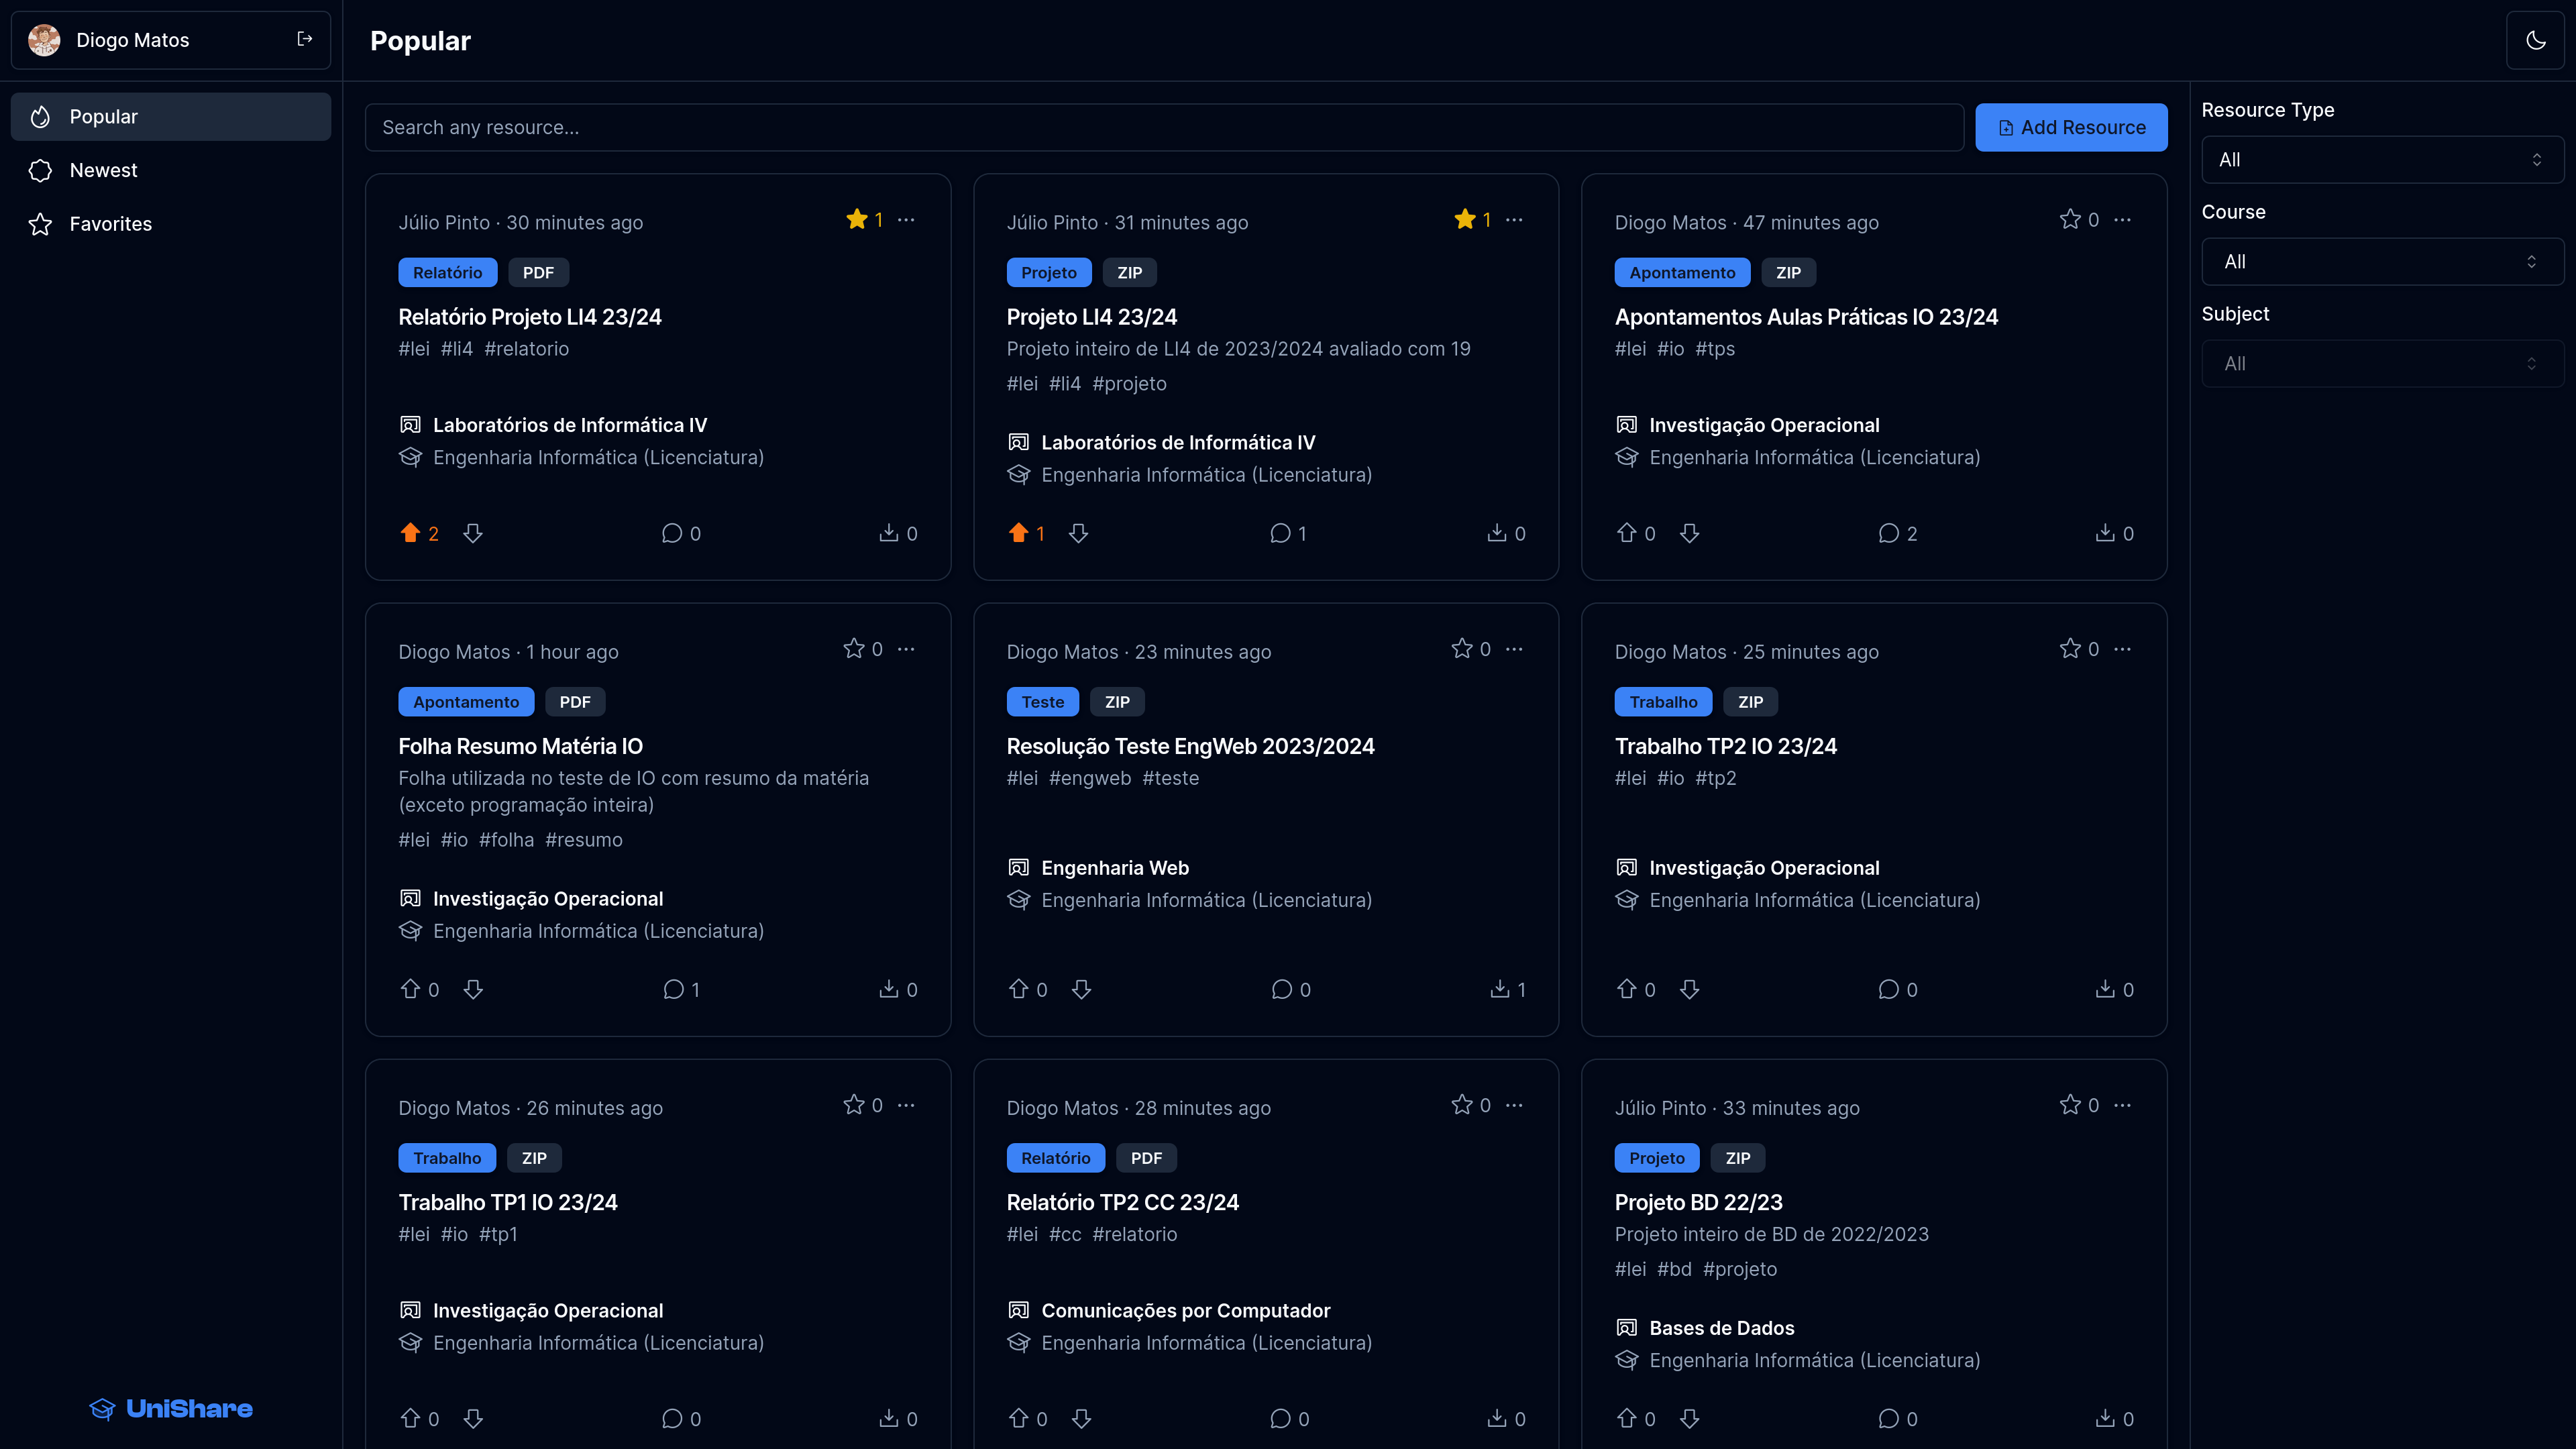 Diogo Matos
Popular
Newest
Favorites
UniShare
Popular
Search any resource...
Add Resource
Júlio Pinto · 30 minutes ago
1
Relatório PDF
Relatório Projeto LI4 23/24
#lei #li4 #relatorio
Laboratórios de Informática IV
Engenharia Informática (Licenciatura)
2 0 0
Júlio Pinto · 31 minutes ago
1
Projeto ZIP
Projeto LI4 23/24
Projeto inteiro de LI4 de 2023/2024 avaliado com 19
#lei #li4 #projeto
Laboratórios de Informática IV
Engenharia Informática (Licenciatura)
1 1 0
Diogo Matos · 47 minutes ago
0
Apontamento ZIP
Apontamentos Aulas Práticas IO 23/24
#lei #io #tps
Investigação Operacional
Engenharia Informática (Licenciatura)
0 2 0
Diogo Matos · 1 hour ago
0
Apontamento PDF
Folha Resumo Matéria IO
Folha utilizada no teste de IO com resumo da matéria
(exceto programação inteira)
#lei #io #folha #resumo
Investigação Operacional
Engenharia Informática (Licenciatura)
0 1 0
Diogo Matos · 23 minutes ago
0
Teste ZIP
Resolução Teste EngWeb 2023/2024
#lei #engweb #teste
Engenharia Web
Engenharia Informática (Licenciatura)
0 0 1
Diogo Matos · 25 minutes ago
0
Trabalho ZIP
Trabalho TP2 IO 23/24
#lei #io #tp2
Investigação Operacional
Engenharia Informática (Licenciatura)
0 0 0
Diogo Matos · 26 minutes ago
0
Trabalho ZIP
Trabalho TP1 IO 23/24
#lei #io #tp1
Investigação Operacional
Engenharia Informática (Licenciatura)
0 0 0
Diogo Matos · 28 minutes ago
0
Relatório PDF
Relatório TP2 CC 23/24
#lei #cc #relatorio
Comunicações por Computador
Engenharia Informática (Licenciatura)
0 0 0
Júlio Pinto · 33 minutes ago
0
Projeto ZIP
Projeto BD 22/23
Projeto inteiro de BD de 2022/2023
#lei #bd #projeto
Bases de Dados
Engenharia Informática (Licenciatura)
0 0 0
Resource Type
All
Course
All
Subject
All